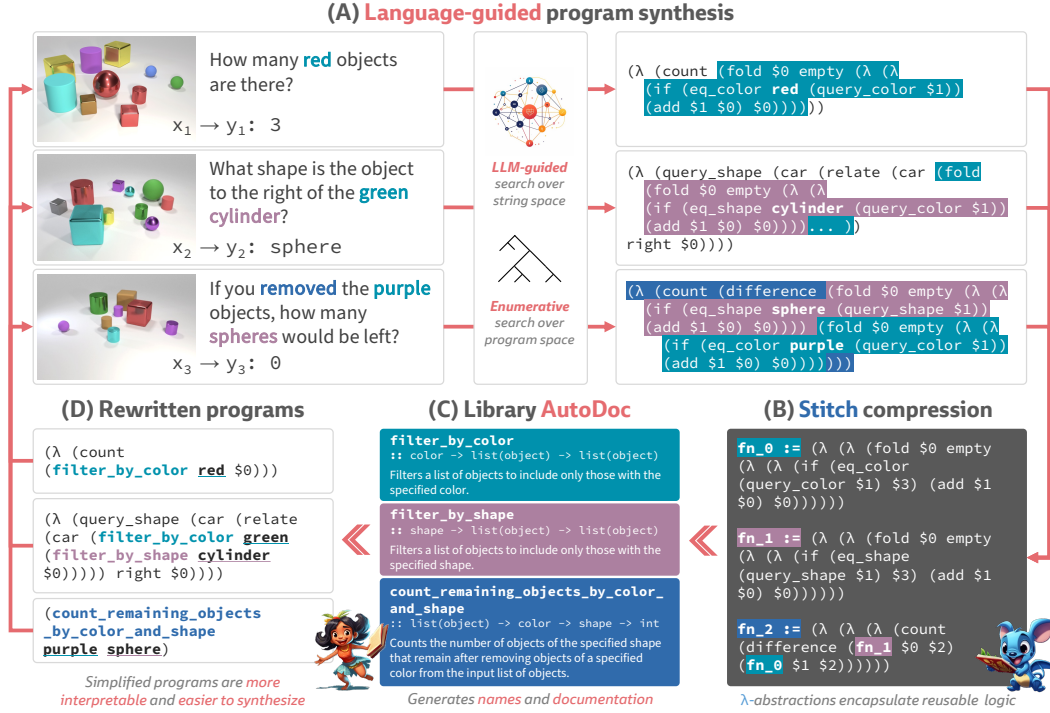 (A) Language-guided program synthesis
How many red objects
are there?
x₁ → y₁: 3
What shape is the object
to the right of the green
cylinder?
x₂ → y₂: sphere
If you removed the purple
objects, how many
spheres would be left?
x₃ → y₃: 0
LLM-guided
search over
string space
Enumerative
search over
program space
(λ (count (fold $0 empty (λ (λ
(if (eq_color red (query_color $1))
(add $1 $0) $0))))))
(λ (query_shape (car (relate (car (fold
(fold $0 empty (λ (λ
(if (eq_shape cylinder (query_color $1))
(add $1 $0) $0))))... ))
right $0))))
(λ (count (difference (fold $0 empty (λ (λ
(if (eq_shape sphere (query_shape $1))
(add $1 $0) $0)))) (fold $0 empty (λ (λ
(if (eq_color purple (query_color $1))
(add $1 $0) $0)))))))
(D) Rewritten programs
(λ (count
(filter_by_color red $0)))
(λ (query_shape (car (relate
(car (filter_by_color green
(filter_by_shape cylinder
$0))))) right $0))))
(count_remaining_objects
_by_color_and_shape
purple sphere)
Simplified programs are more
interpretable and easier to synthesize
(C) Library AutoDoc
filter_by_color
:: color -> list(object) -> list(object)
Filters a list of objects to include only those with the
specified color.
filter_by_shape
:: shape -> list(object) -> list(object)
Filters a list of objects to include only those with the
specified shape.
count_remaining_objects_by_color_
and_shape
:: list(object) -> color -> shape -> int
Counts the number of objects of the specified shape
that remain after removing objects of a specified
color from the input list of objects.
Generates names and documentation
(B) Stitch compression
fn_0 := (λ (λ (fold $0 empty
(λ (λ (if (eq_color
(query_color $1) $3) (add $1
$0) $0))))))
fn_1 := (λ (λ (fold $0 empty
(λ (λ (if (eq_shape
(query_shape $1) $3) (add $1
$0) $0))))))
fn_2 := (λ (λ (λ (count
(difference (fn_1 $0 $2)
(fn_0 $1 $2))))))
λ-abstractions encapsulate reusable logic